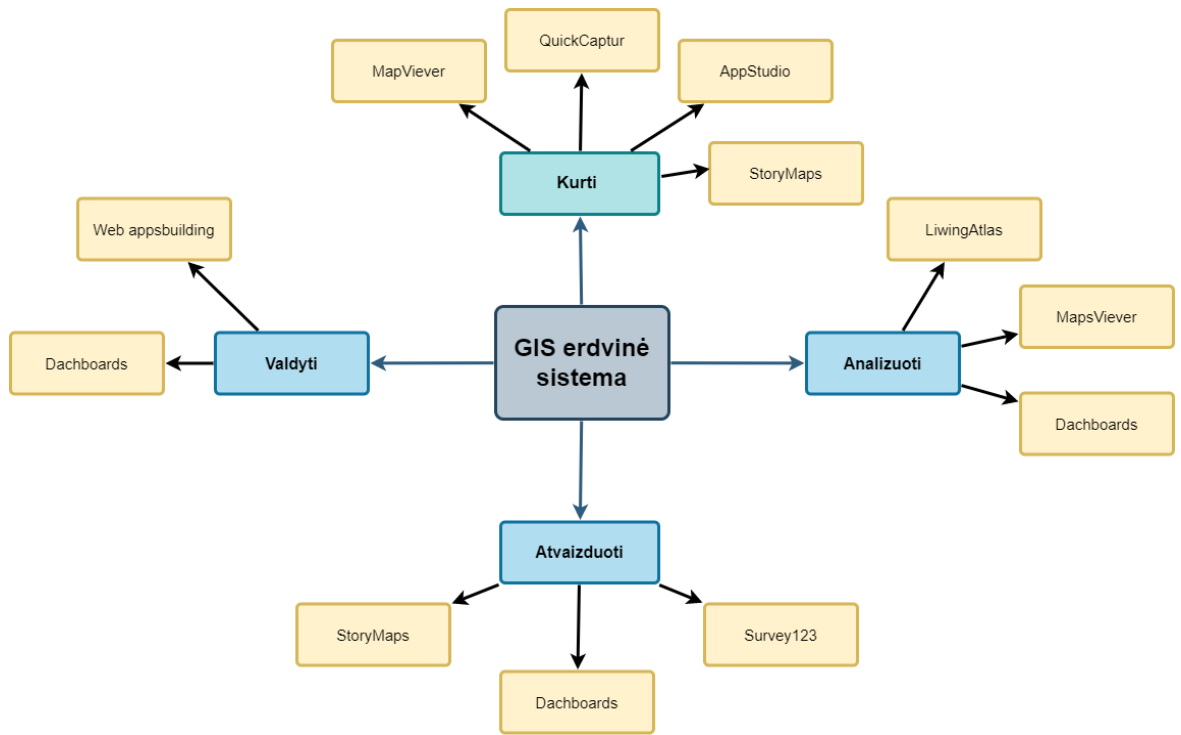 QuickCaptur
MapViever
AppStudio
Kurti
StoryMaps
Web appsbuilding
LiwingAtlas
MapsViever
GIS erdvinė
sistema
Dachboards
Valdyti
Analizuoti
Dachboards
Atvaizduoti
StoryMaps
Survey123
Dachboards